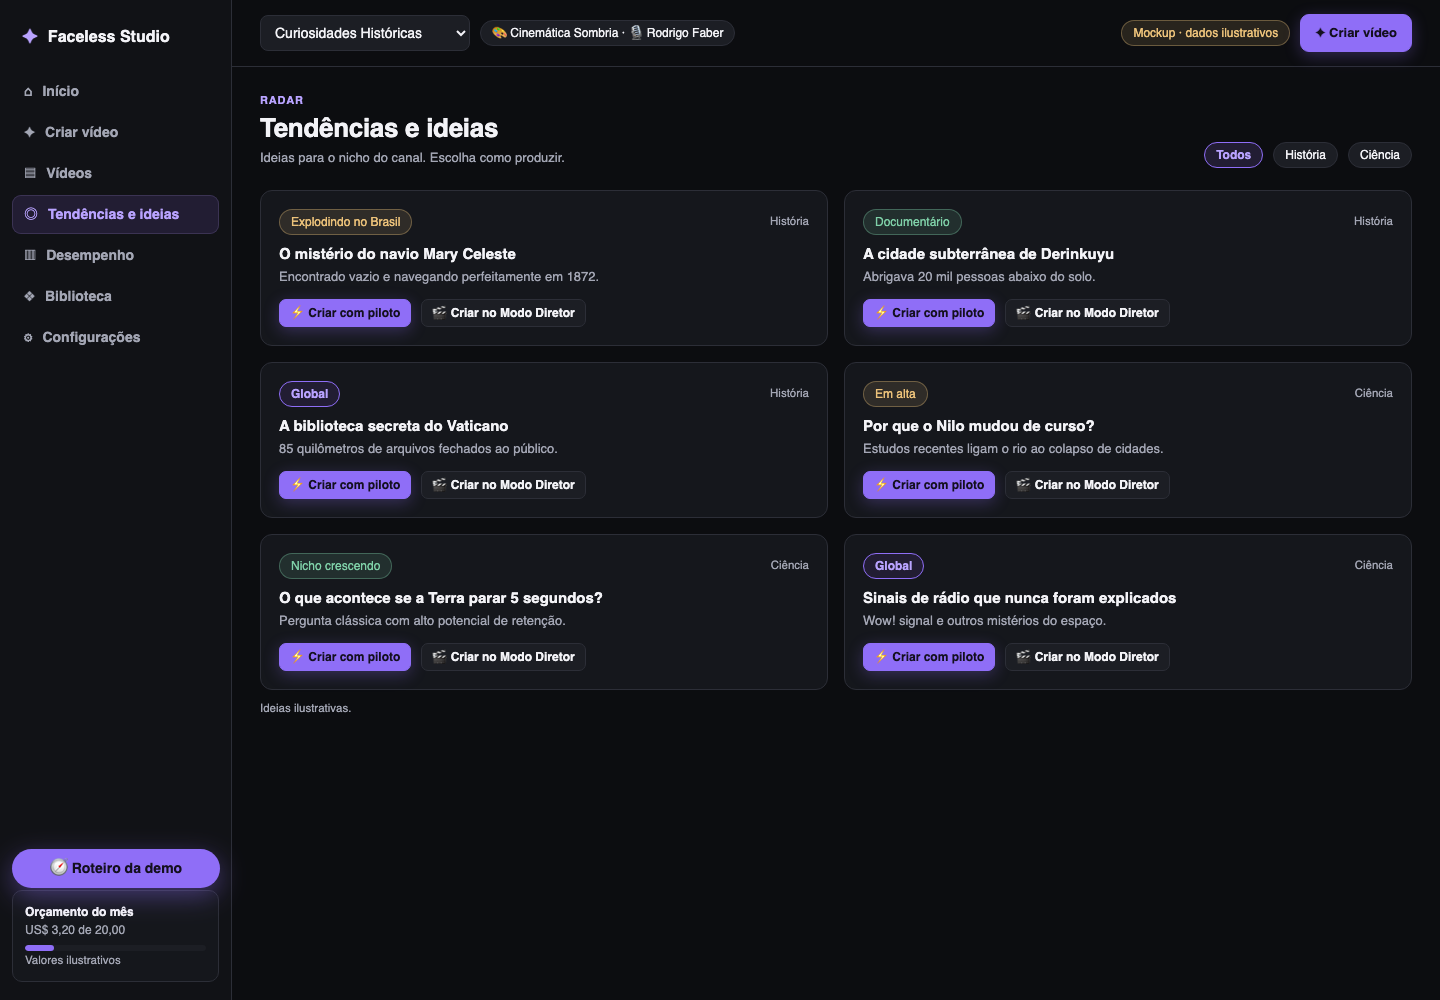 Faceless Studio
Início
Criar vídeo
Vídeos
Tendências e ideias
Desempenho
Biblioteca
Configurações
Roteiro da demo
Orçamento do mês
US$ 3,20 de 20,00
Valores ilustrativos
Curiosidades Históricas
Cinemática Sombria · Rodrigo Faber
Mockup · dados ilustrativos
Criar vídeo
RADAR
Tendências e ideias
Ideias para o nicho do canal. Escolha como produzir.
Todos
História
Ciência
Explodindo no Brasil
História
O mistério do navio Mary Celeste
Encontrado vazio e navegando perfeitamente em 1872.
Criar com piloto
Criar no Modo Diretor
Documentário
História
A cidade subterrânea de Derinkuyu
Abrigava 20 mil pessoas abaixo do solo.
Criar com piloto
Criar no Modo Diretor
Global
História
A biblioteca secreta do Vaticano
85 quilômetros de arquivos fechados ao público.
Criar com piloto
Criar no Modo Diretor
Em alta
Ciência
Por que o Nilo mudou de curso?
Estudos recentes ligam o rio ao colapso de cidades.
Criar com piloto
Criar no Modo Diretor
Nicho crescendo
Ciência
O que acontece se a Terra parar 5 segundos?
Pergunta clássica com alto potencial de retenção.
Criar com piloto
Criar no Modo Diretor
Global
Ciência
Sinais de rádio que nunca foram explicados
Wow! signal e outros mistérios do espaço.
Criar com piloto
Criar no Modo Diretor
Ideias ilustrativas.